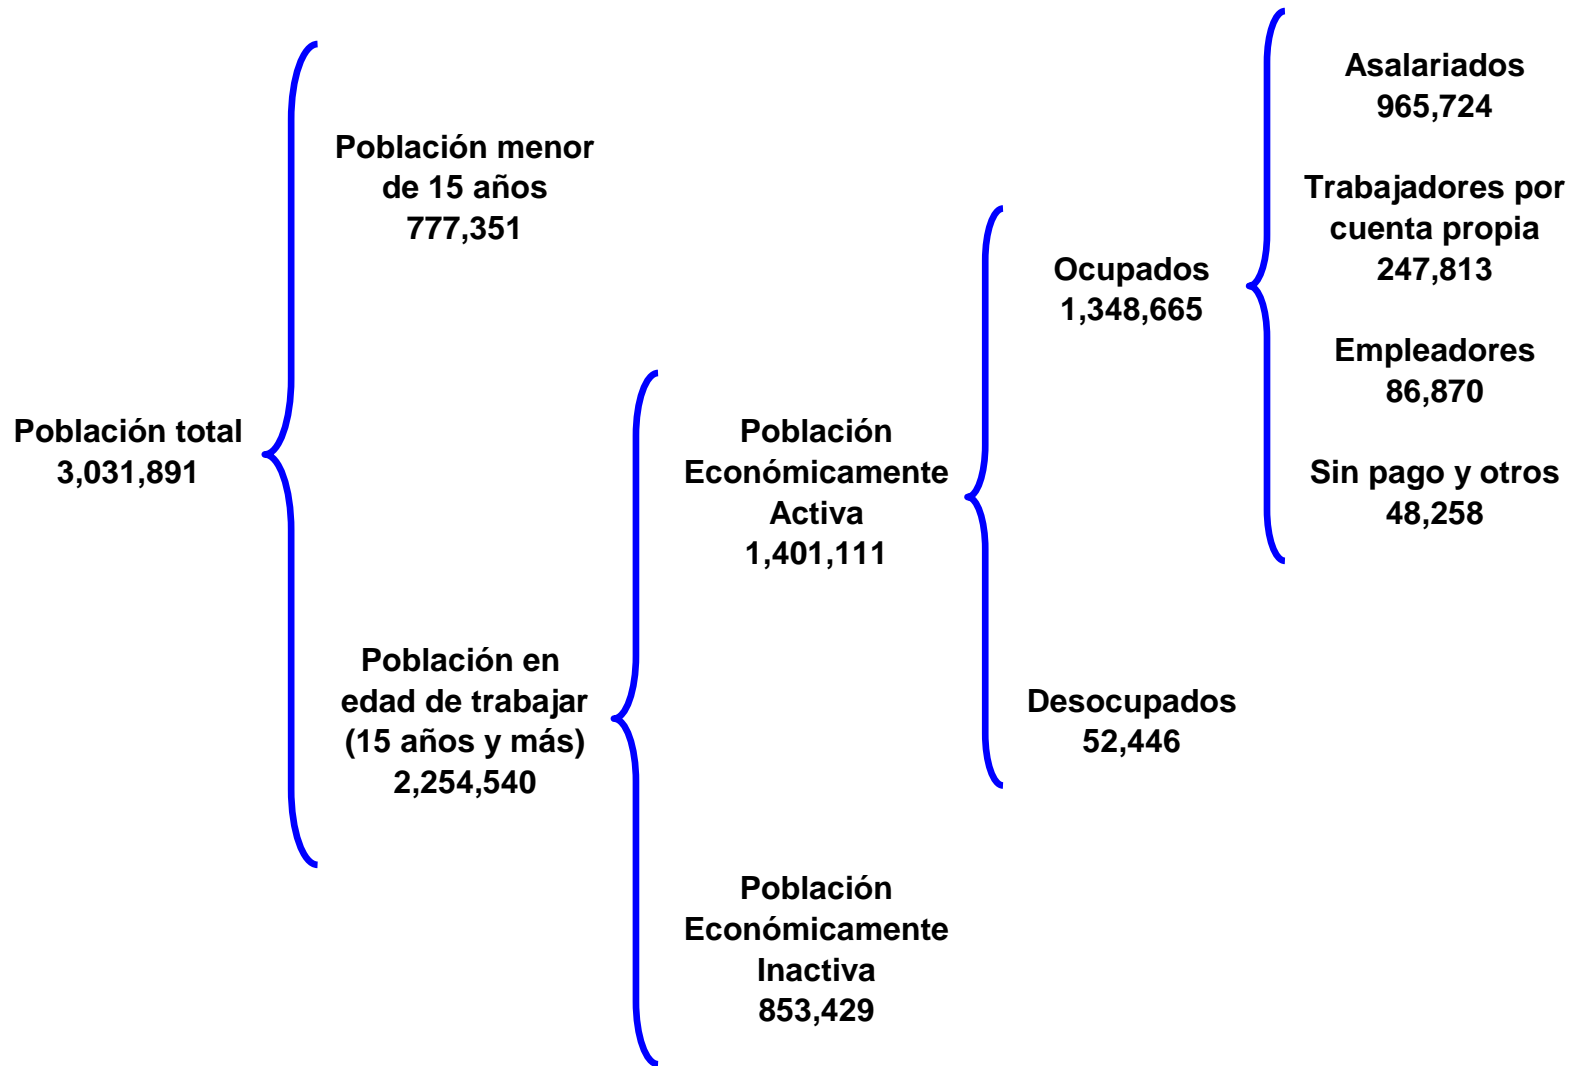 Población total
3,031,891
Población menor
de 15 años
777,351
Población en
edad de trabajar
(15 años y más)
2,254,540
Población
Económicamente
Activa
1,401,111
Población
Económicamente
Inactiva
853,429
Ocupados
1,348,665
Desocupados
52,446
Asalariados
965,724
Trabajadores por
cuenta propia
247,813
Empleadores
86,870
Sin pago y otros
48,258